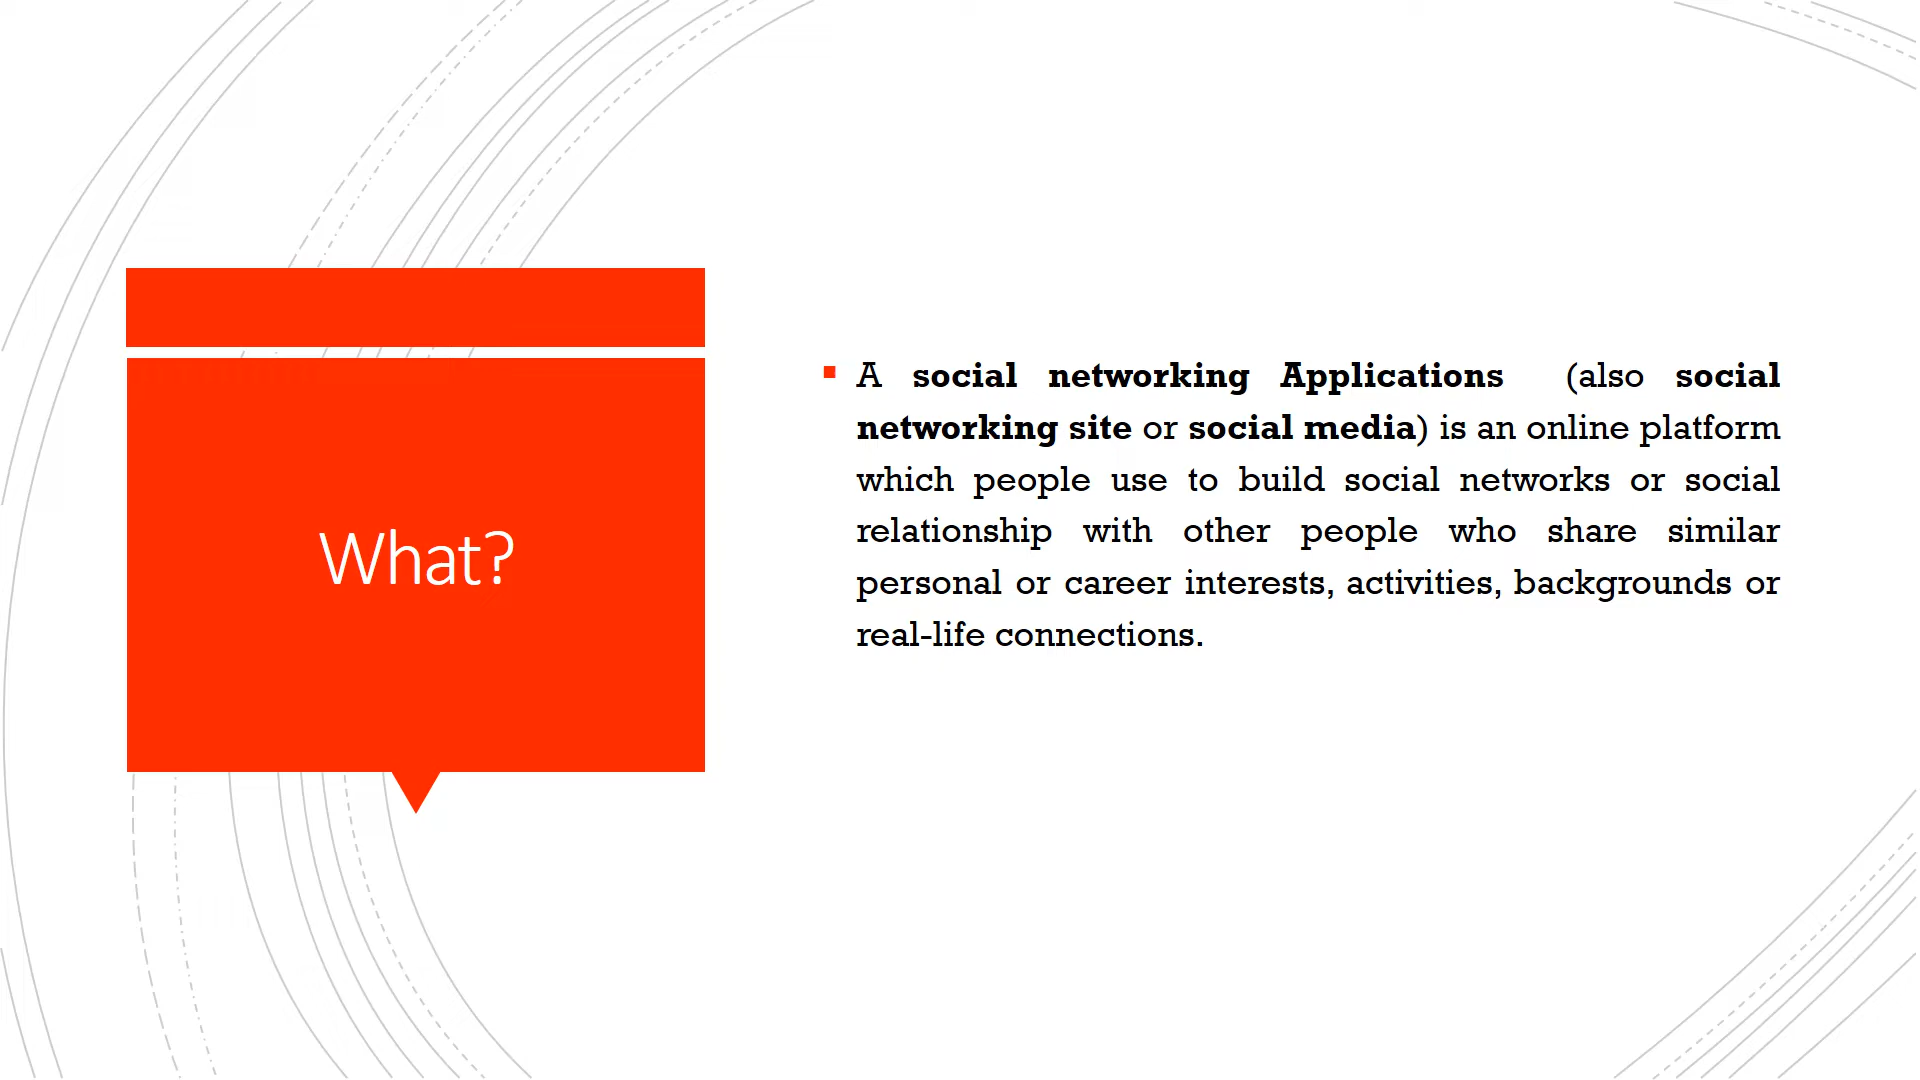 What?
A social networking Applications (also social
networking site or social media) is an online platform
which people use to build social networks or social
relationship with other people who share similar
personal or career interests, activities, backgrounds or
real-life connections.